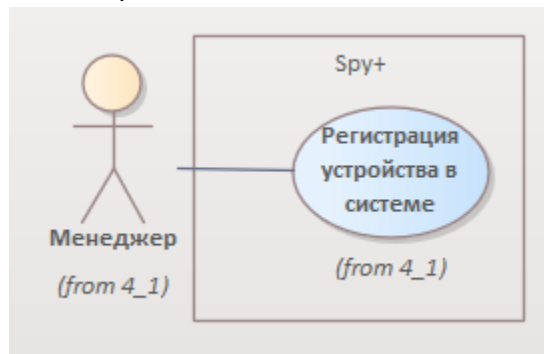 Spy+
Регистрация
устройства в
системе
(from 4_1)
Менеджер
(from 4_1)